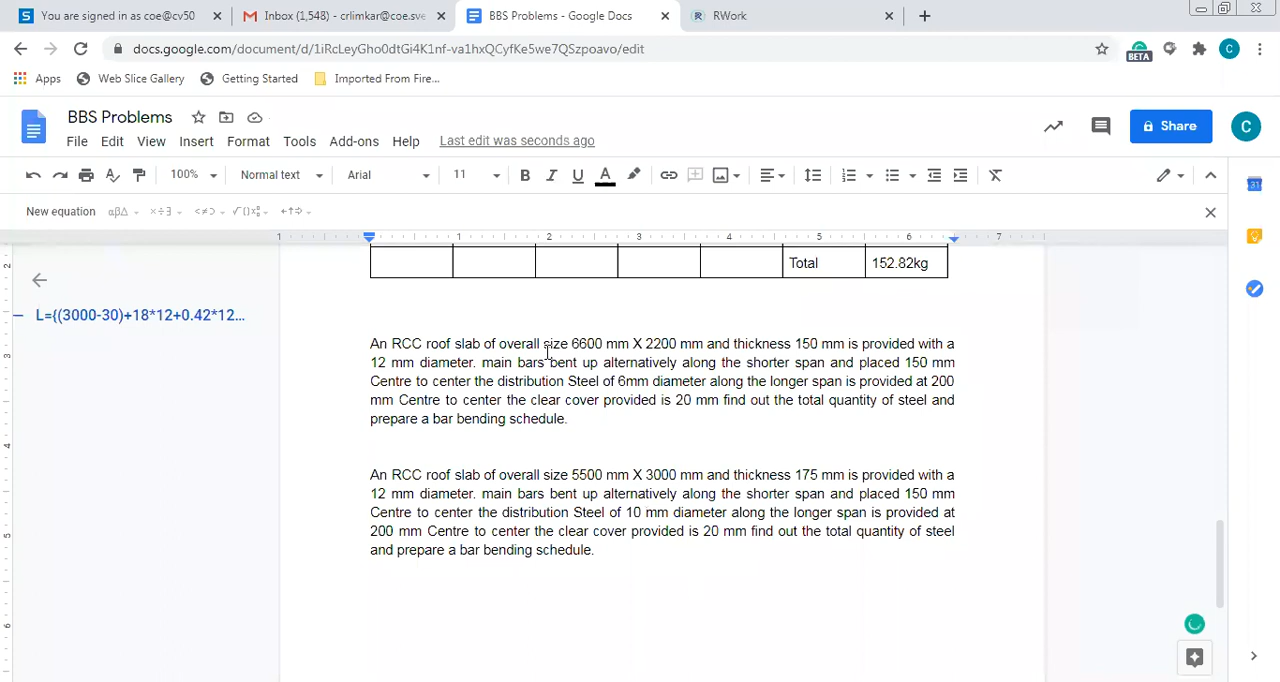 You are signed in as coe@cv50
Inbox (1,548) - crlimkar@coe.sve
BBS Problems - Google Docs
RWork
docs.google.com/document/d/1iRcLeyGho0dtGi4K1nf-va1hxQCyfKe5we7QSzpoavo/edit
BETA
C
Apps
Web Slice Gallery
Getting Started
Imported From Fire...
BBS Problems
File Edit View Insert Format Tools Add-ons Help Last edit was seconds ago
Share
C
100% Normal text Arial 11
New equation
1 1 2 3 4 5 6 7
Total 152.82kg
L={(3000-30)+18*12+0.42*12...
An RCC roof slab of overall size 6600 mm X 2200 mm and thickness 150 mm is provided with a
12 mm diameter. main bars bent up alternatively along the shorter span and placed 150 mm
Centre to center the distribution Steel of 6mm diameter along the longer span is provided at 200
mm Centre to center the clear cover provided is 20 mm find out the total quantity of steel and
prepare a bar bending schedule.
An RCC roof slab of overall size 5500 mm X 3000 mm and thickness 175 mm is provided with a
12 mm diameter. main bars bent up alternatively along the shorter span and placed 150 mm
Centre to center the distribution Steel of 10 mm diameter along the longer span is provided at
200 mm Centre to center the clear cover provided is 20 mm find out the total quantity of steel
and prepare a bar bending schedule.